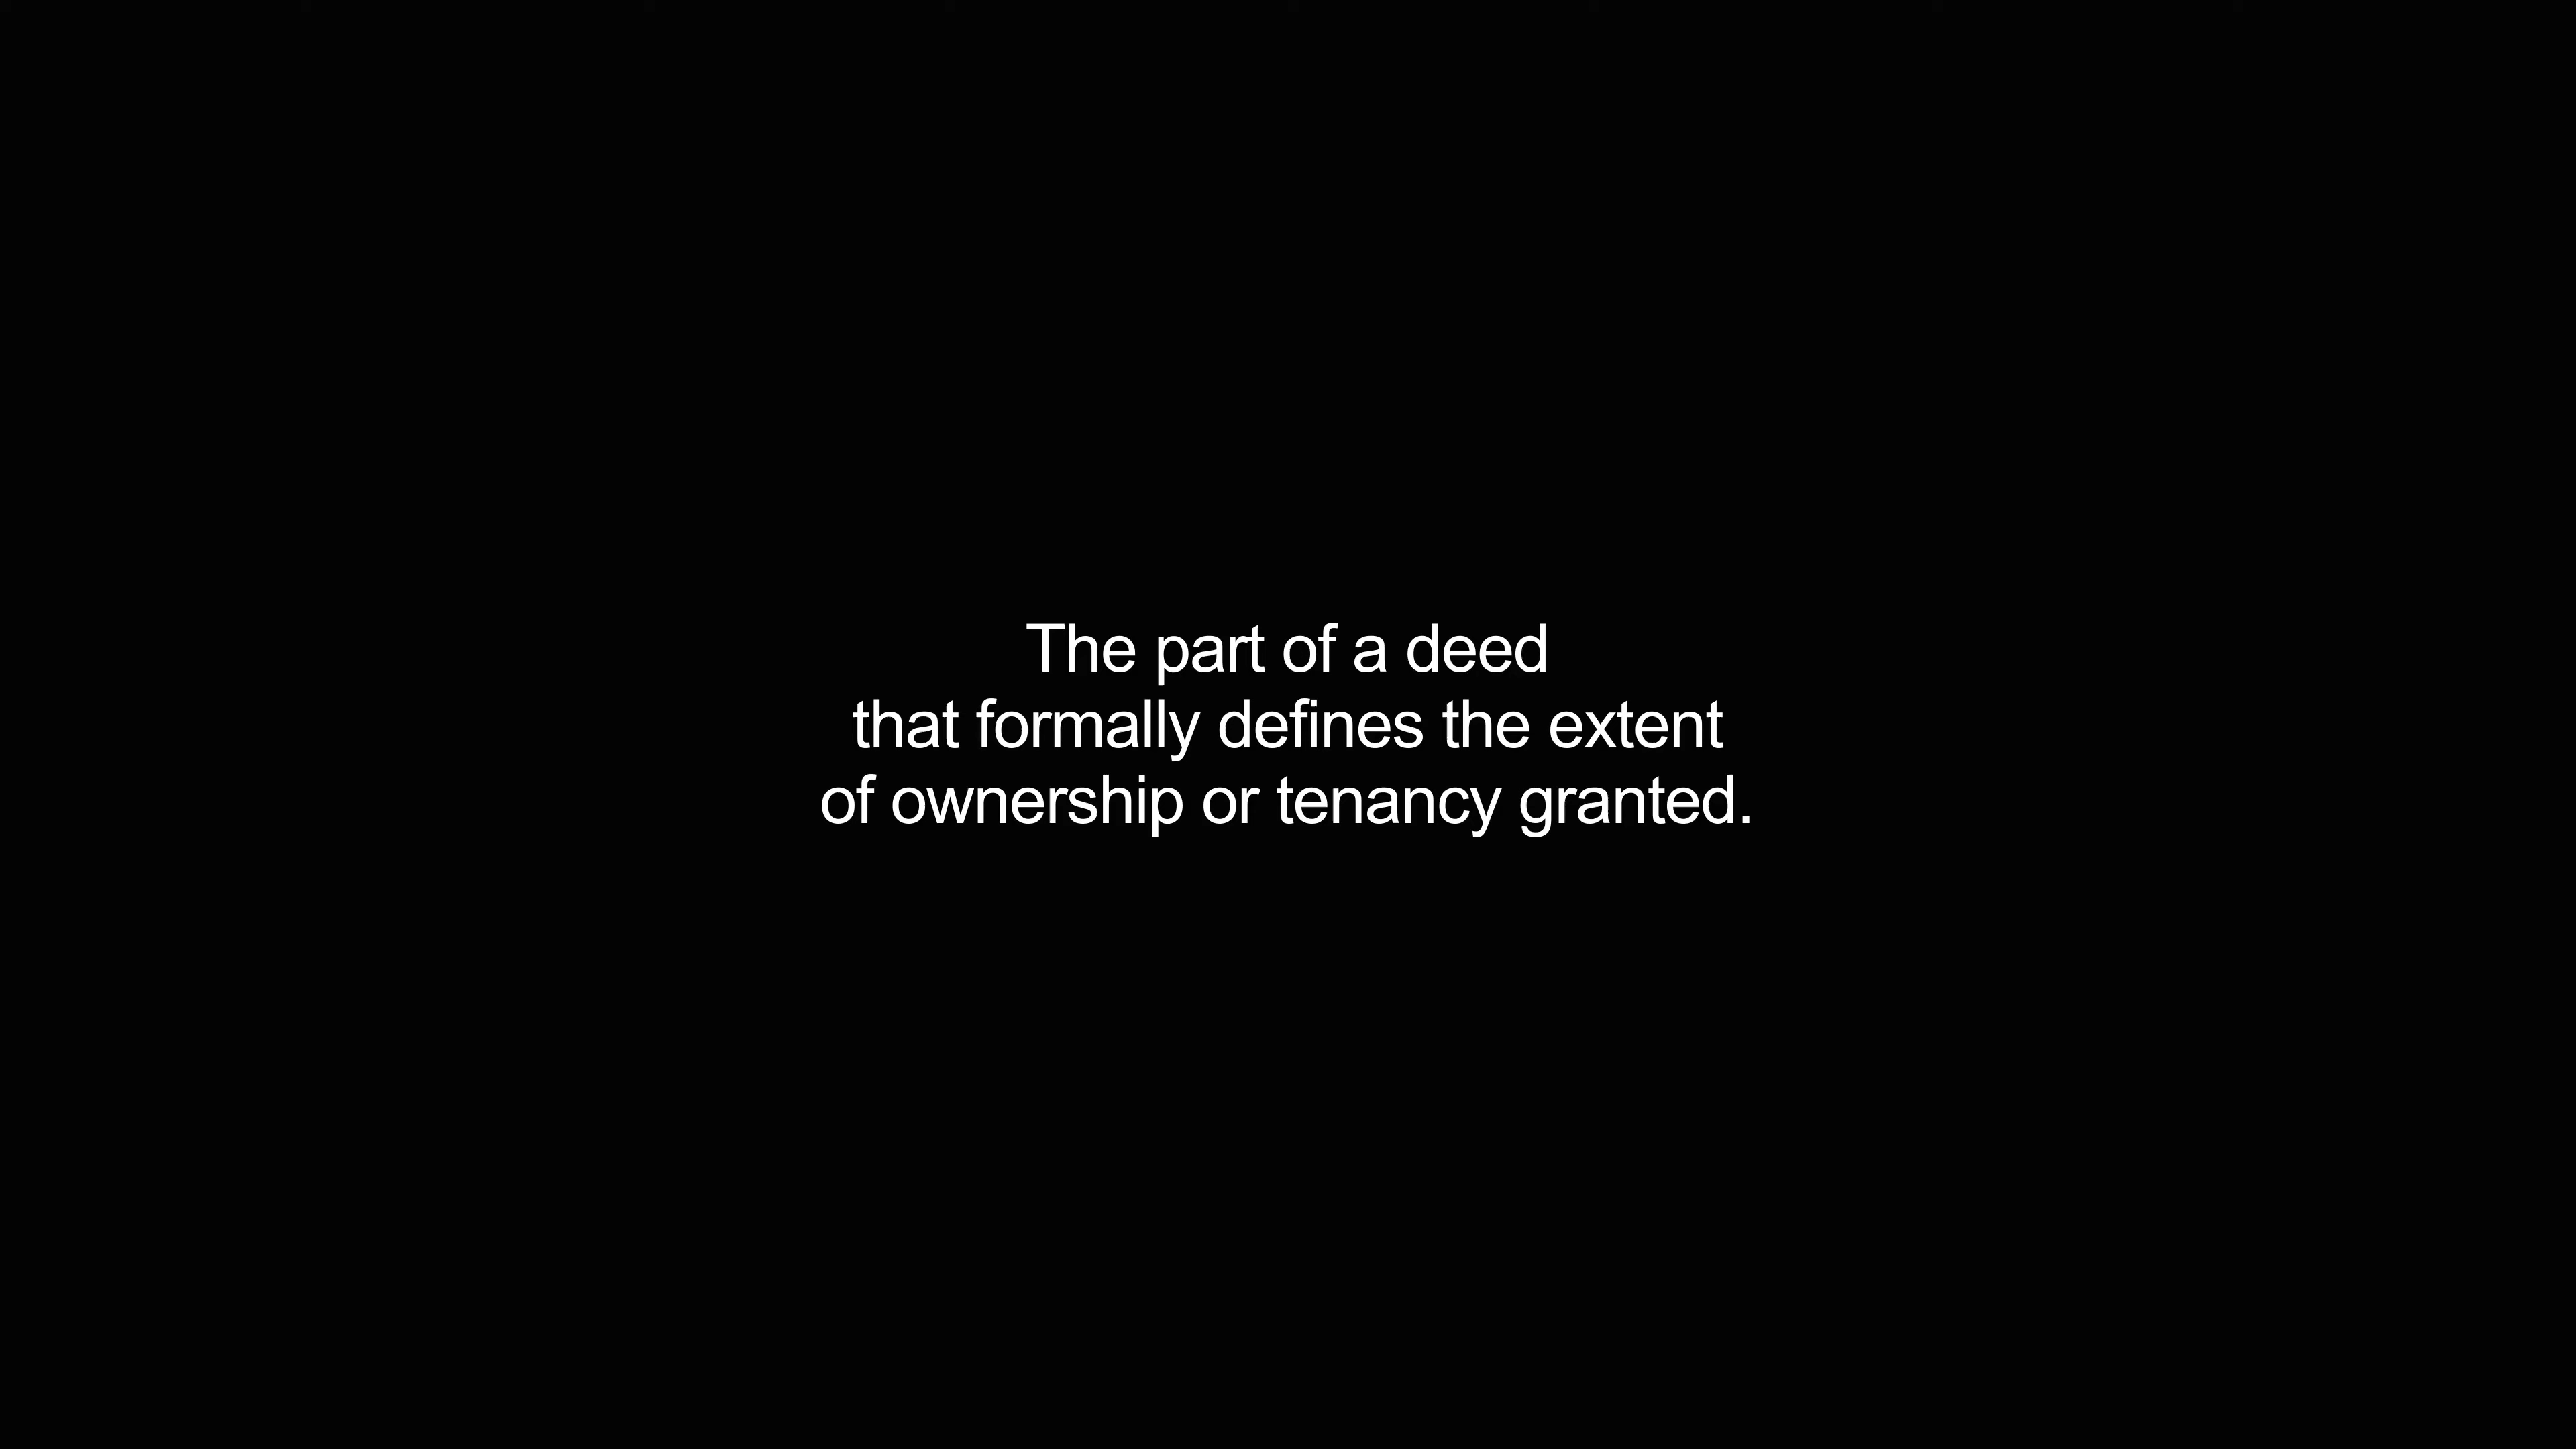 The part of a deed
that formally defines the extent
of ownership or tenancy granted.